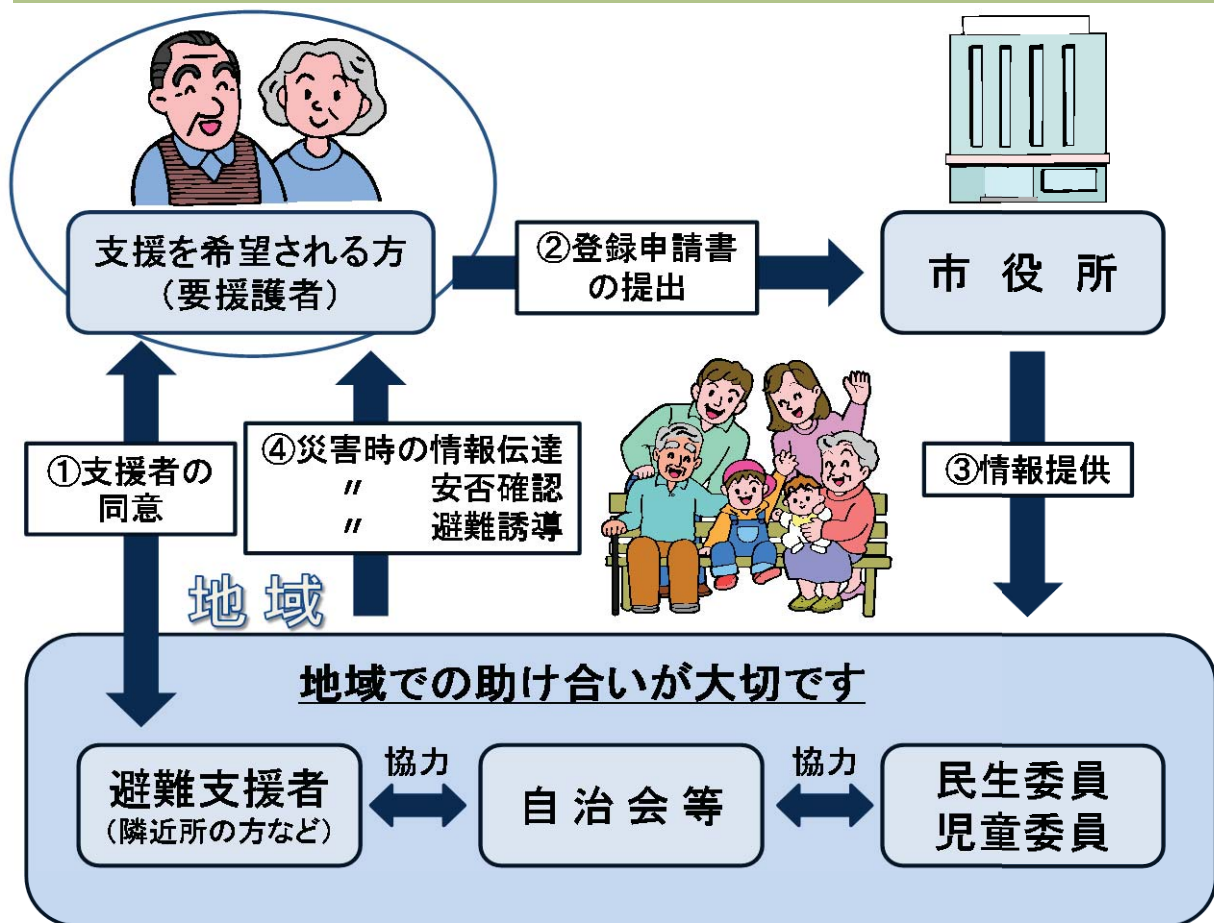 支援を希望される方
（要援護者）
②登録申請書
の提出
市役所
①支援者の
同意
④災害時の情報伝達
〃 安否確認
〃 避難誘導
③情報提供
地域
地域での助け合いが大切です
避難支援者
（隣近所の方など）
協力
自治会等
協力
民生委員
児童委員